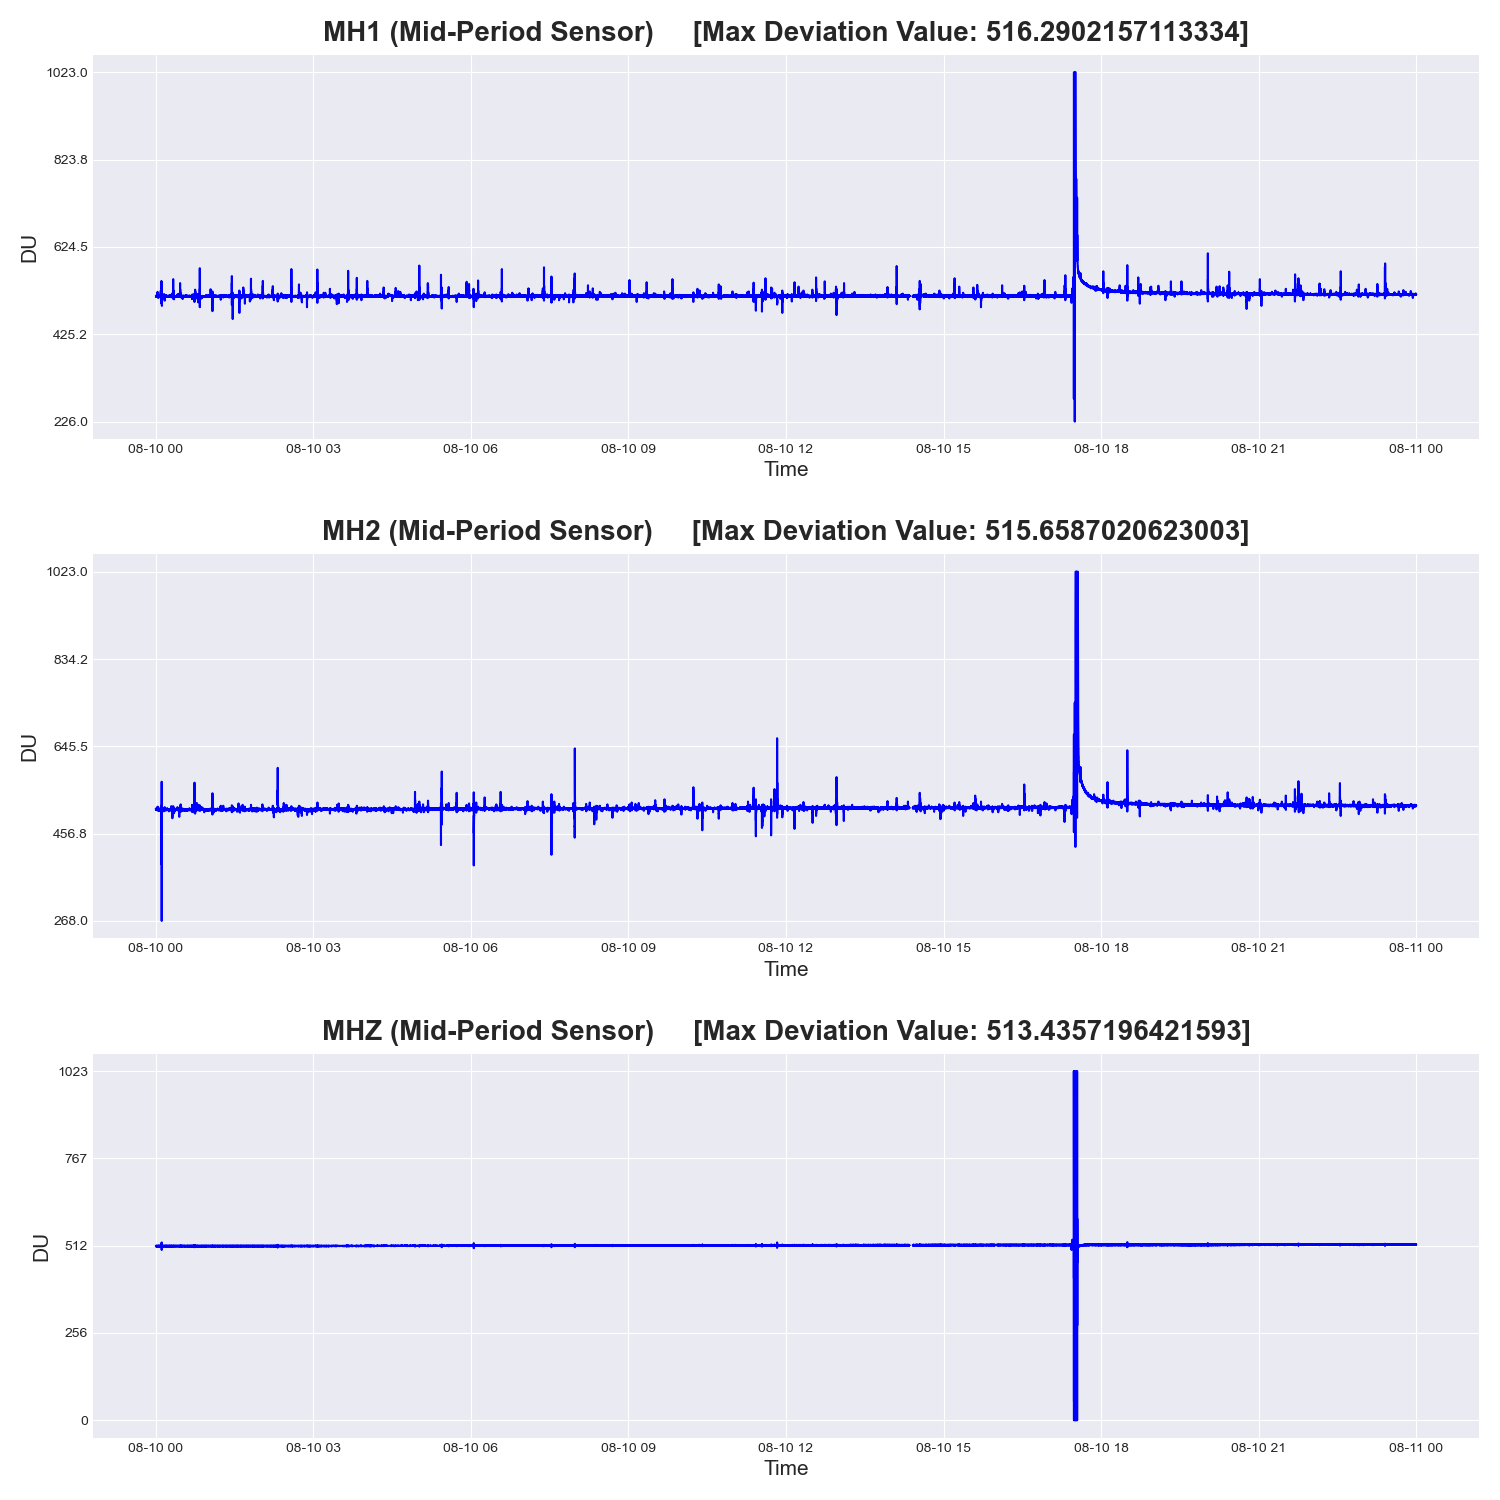 MH1 (Mid-Period Sensor) [Max Deviation Value: 516.2902157113334]
1023.0
823.8
624.5
425.2
226.0
DU
08-10 00 08-10 03 08-10 06 08-10 09 08-10 12 08-10 15 08-10 18 08-10 21 08-11 00
Time
MH2 (Mid-Period Sensor) [Max Deviation Value: 515.6587020623003]
1023.0
834.2
645.5
456.8
268.0
DU
08-10 00 08-10 03 08-10 06 08-10 09 08-10 12 08-10 15 08-10 18 08-10 21 08-11 00
Time
MHZ (Mid-Period Sensor) [Max Deviation Value: 513.4357196421593]
1023
767
512
256
0
DU
08-10 00 08-10 03 08-10 06 08-10 09 08-10 12 08-10 15 08-10 18 08-10 21 08-11 00
Time